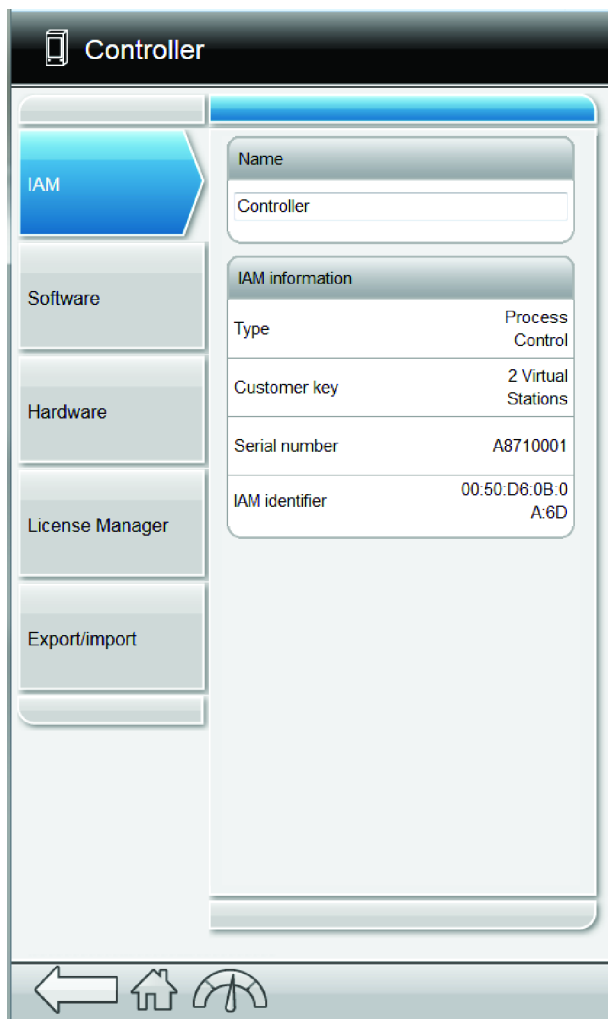 Controller
IAM
Software
Hardware
License Manager
Export/import
Name
Controller
IAM information
Type
Process
Control
Customer key
2 Virtual
Stations
Serial number
A8710001
IAM identifier
00:50:D6:0B:0
A:6D